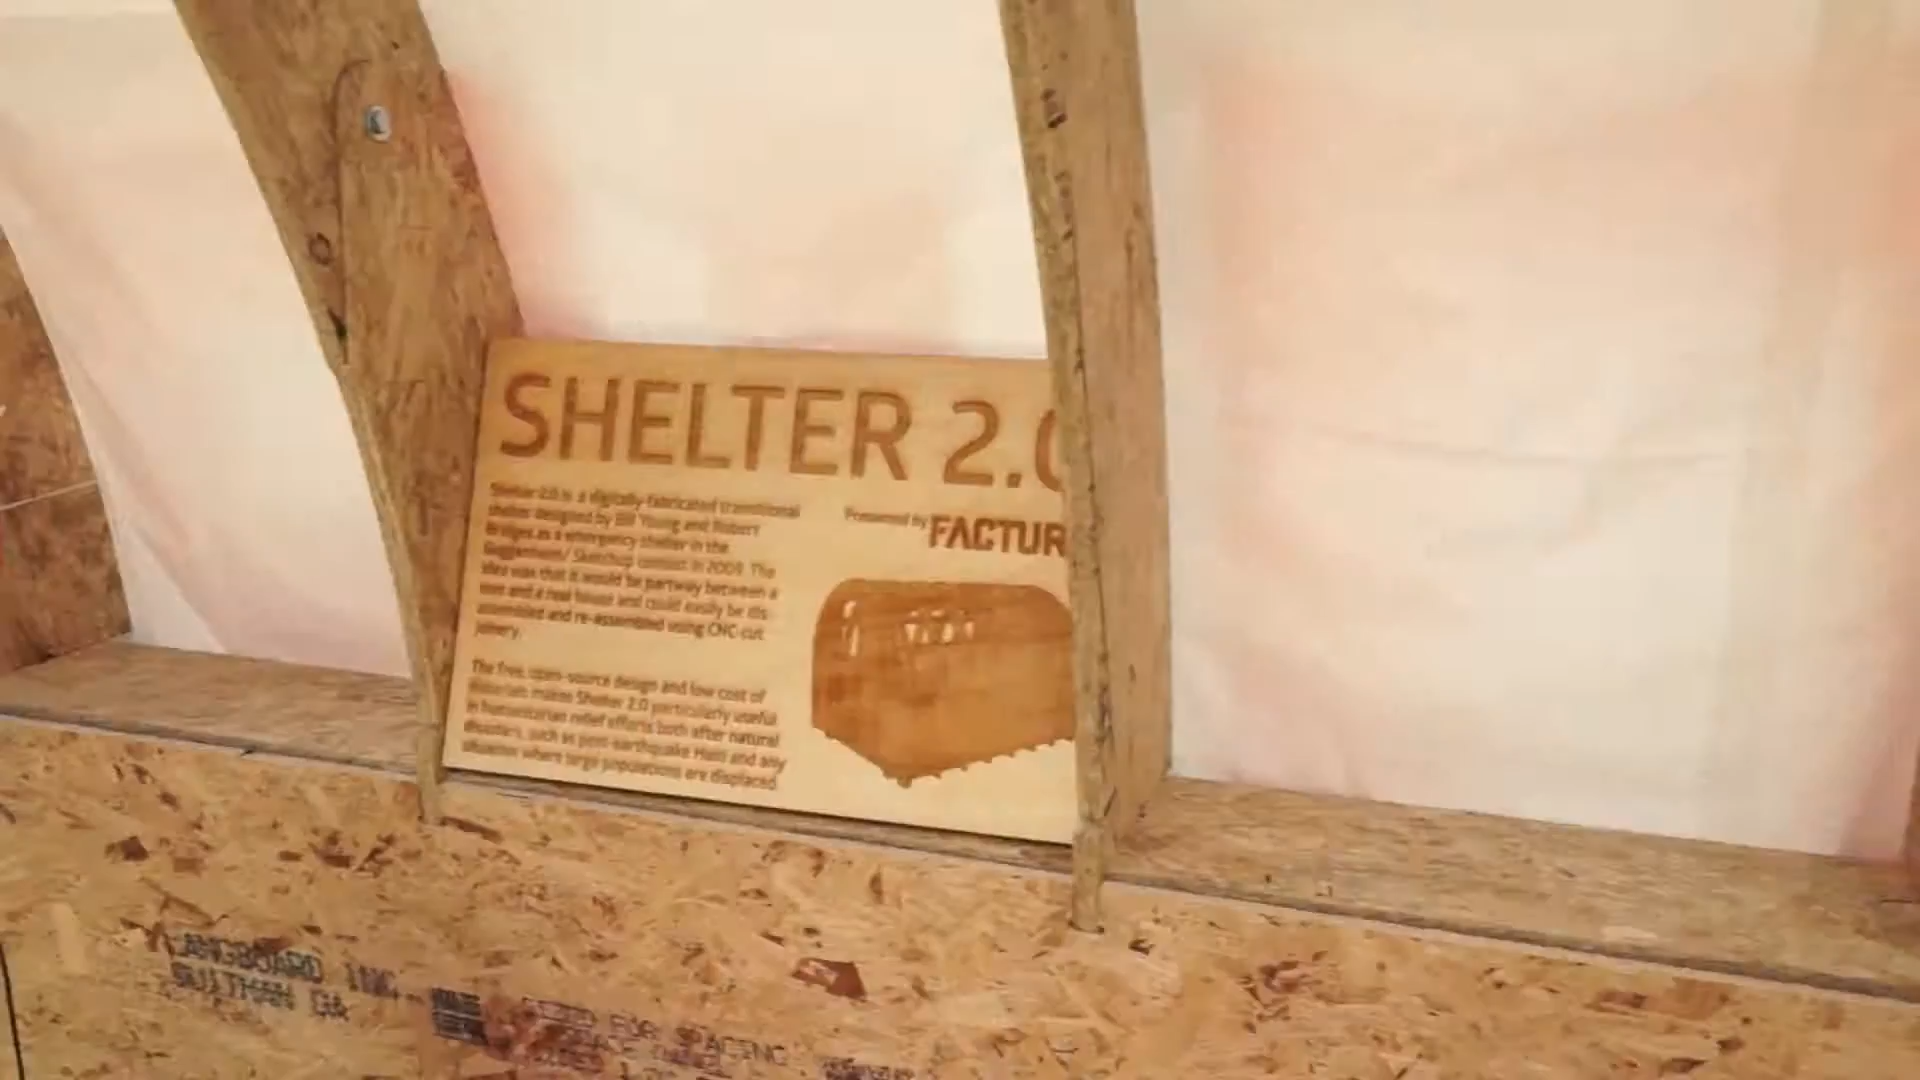 SHELTER 2.0
Shelter 2.0 is a digitally-fabricated transitional
shelter designed by Bill Young and Robert
Bridges as a emergency shelter in the
Guggenheim/ Sketchup contest in 2009. The
idea was that it would be partway between a
tent and a real house and could easily be dis-
assembled and re-assembled using CNC-cut
joinery.
Presented by
FACTUR
The free, open-source design and low cost of
materials makes Shelter 2.0 particularly useful
in humanitarian relief efforts both after natural
disasters, such as post-earthquake Haiti and any
situation where large populations are displaced.
LANGBOARD INC.
QUITMAN GA
FOR SPACING